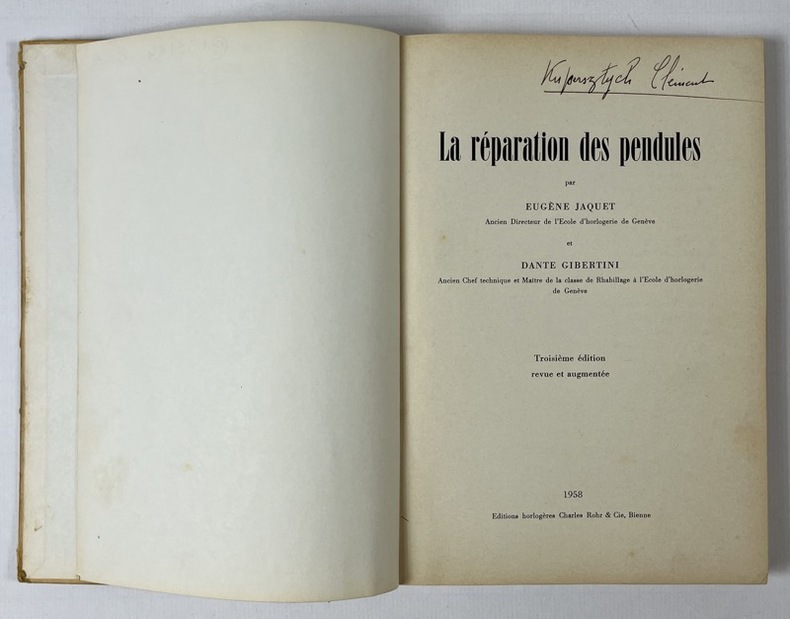 Clément
La réparation des pendules
par
EUGÈNE JAQUET
Ancien Directeur de l'Ecole d'horlogerie de Genève
et
DANTE GIBERTINI
Ancien Chef technique et Maître de la classe de Rhabillage à l'Ecole d'horlogerie
de Genève
Troisième édition
revue et augmentée
1958
Editions horlogères Charles Rohr & Cie, Bienne